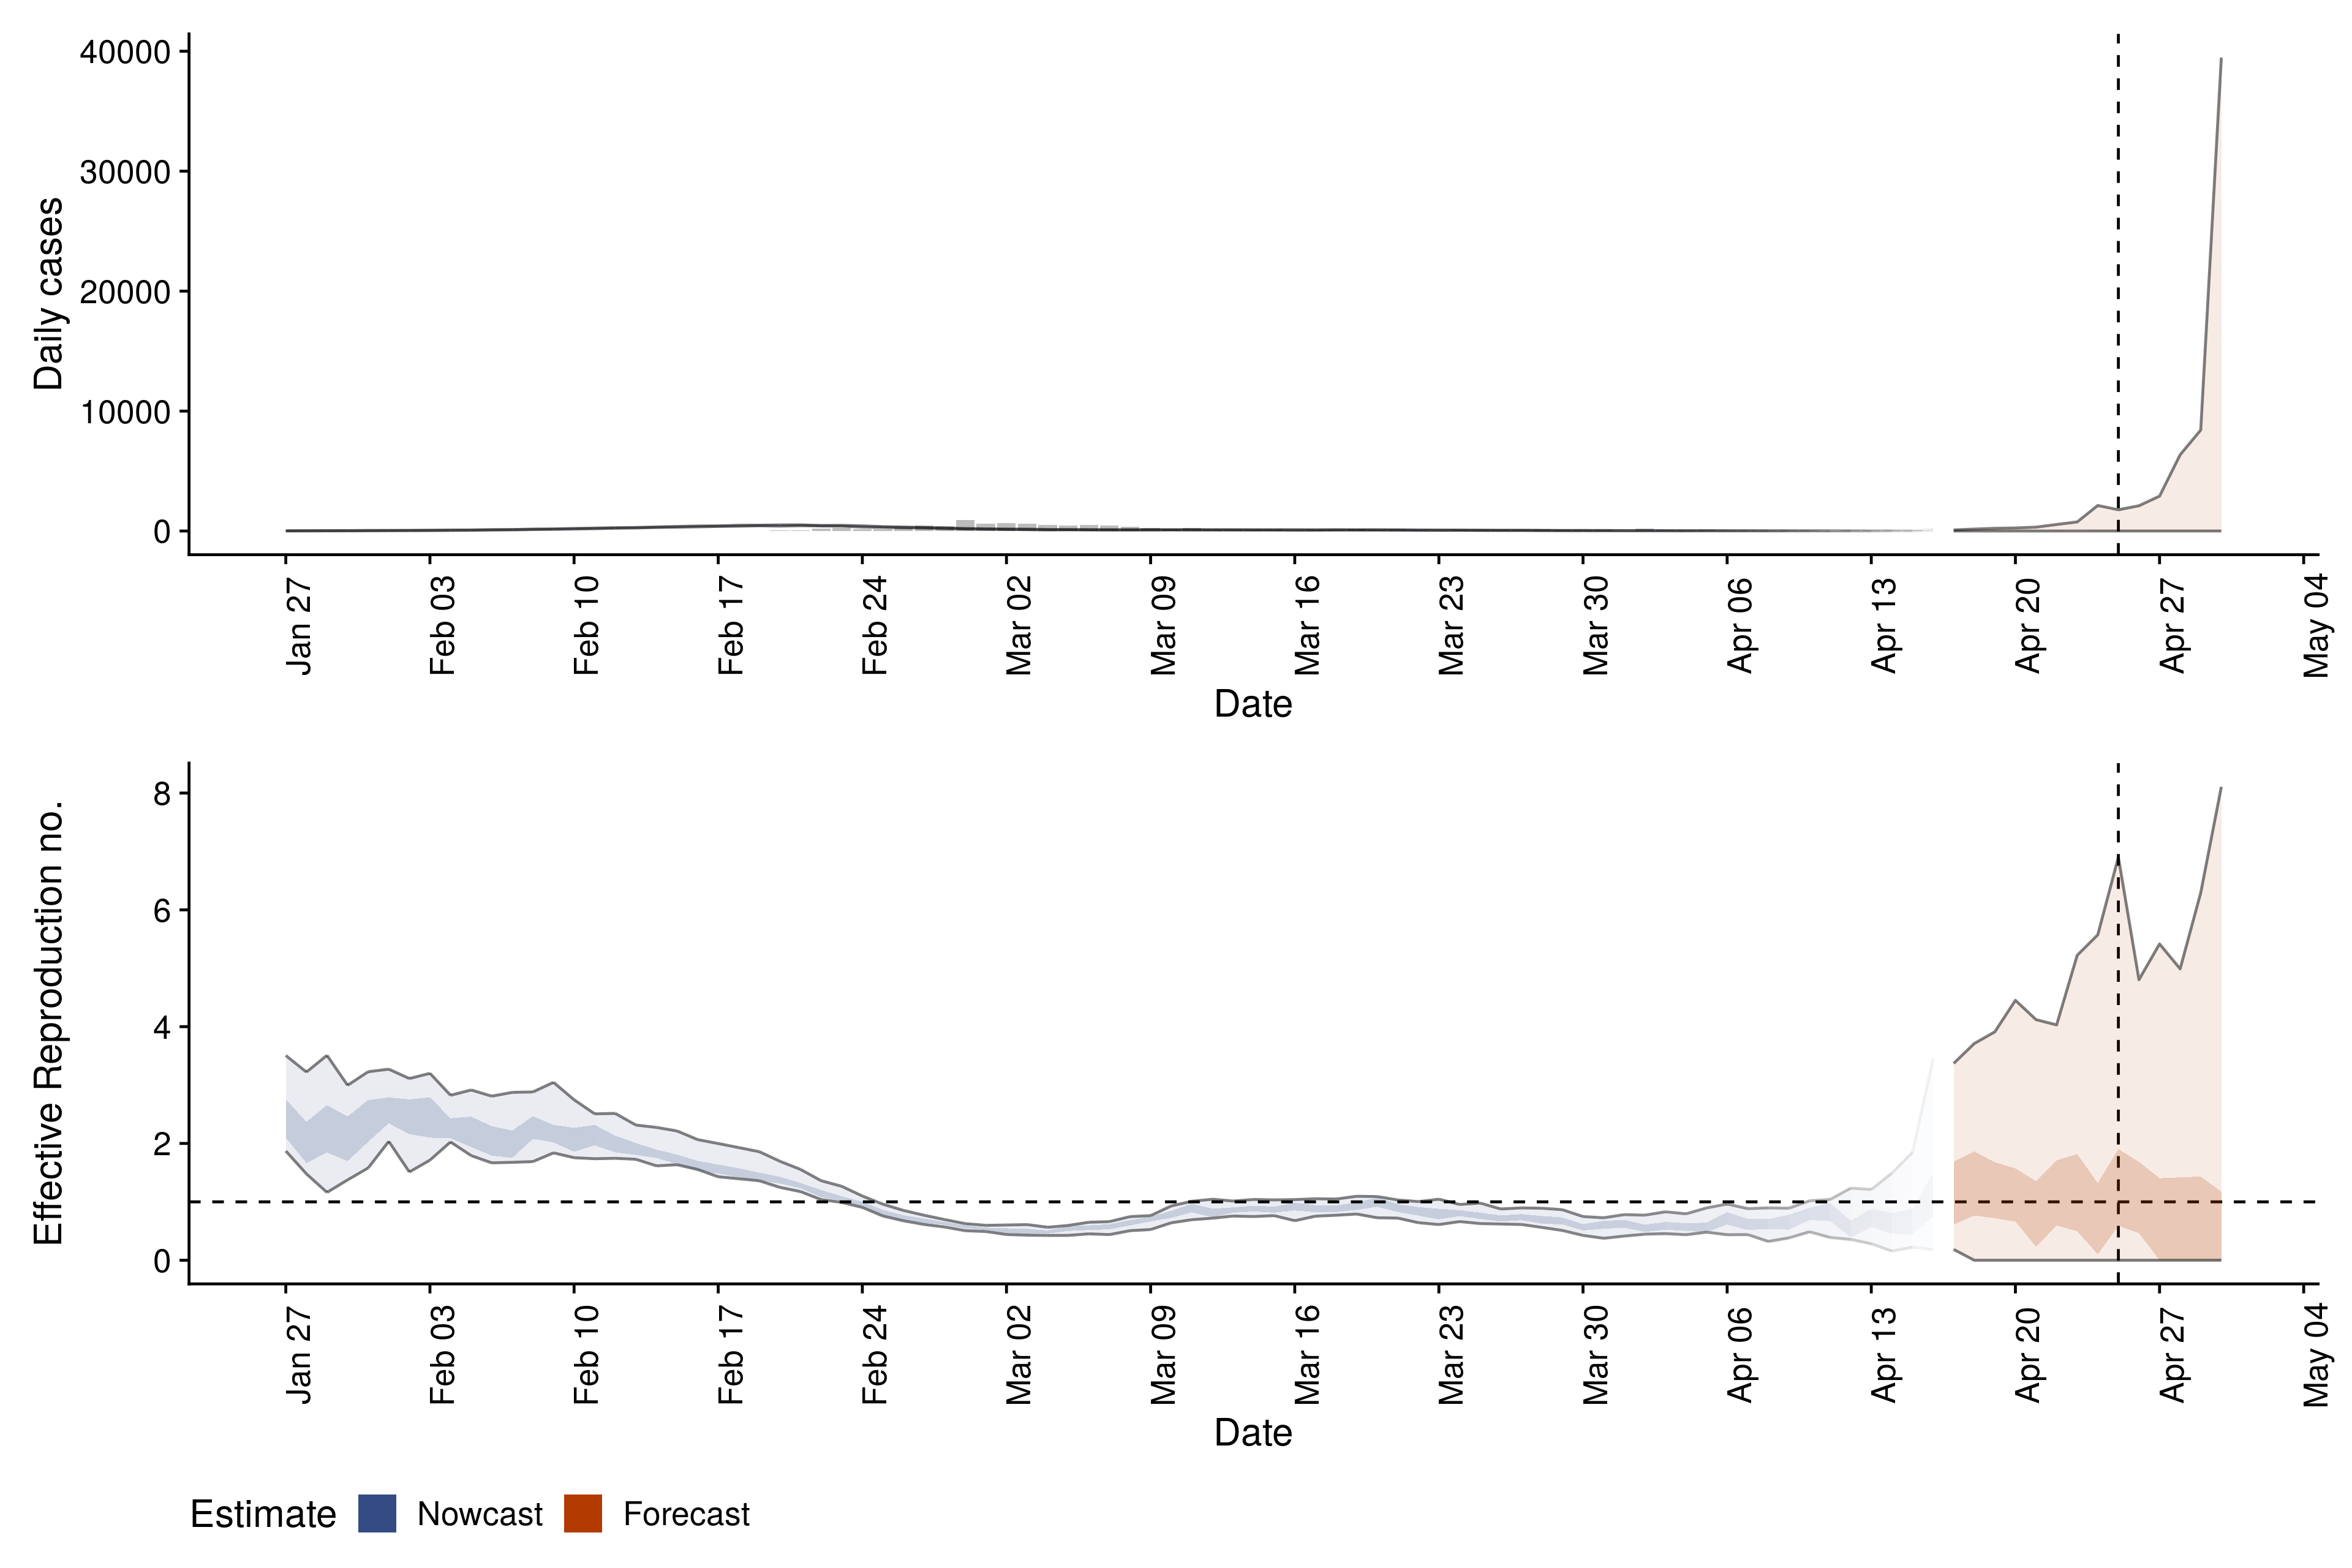 Daily cases
40000
30000
20000
10000
0
Jan 27
Feb 03
Feb 10
Feb 17
Feb 24
Mar 02
Mar 09
Mar 16
Mar 23
Mar 30
Apr 06
Apr 13
Apr 20
Apr 27
May 04
Date
Effective Reproduction no.
8
6
4
2
0
Jan 27
Feb 03
Feb 10
Feb 17
Feb 24
Mar 02
Mar 09
Mar 16
Mar 23
Mar 30
Apr 06
Apr 13
Apr 20
Apr 27
May 04
Date
Estimate Nowcast Forecast